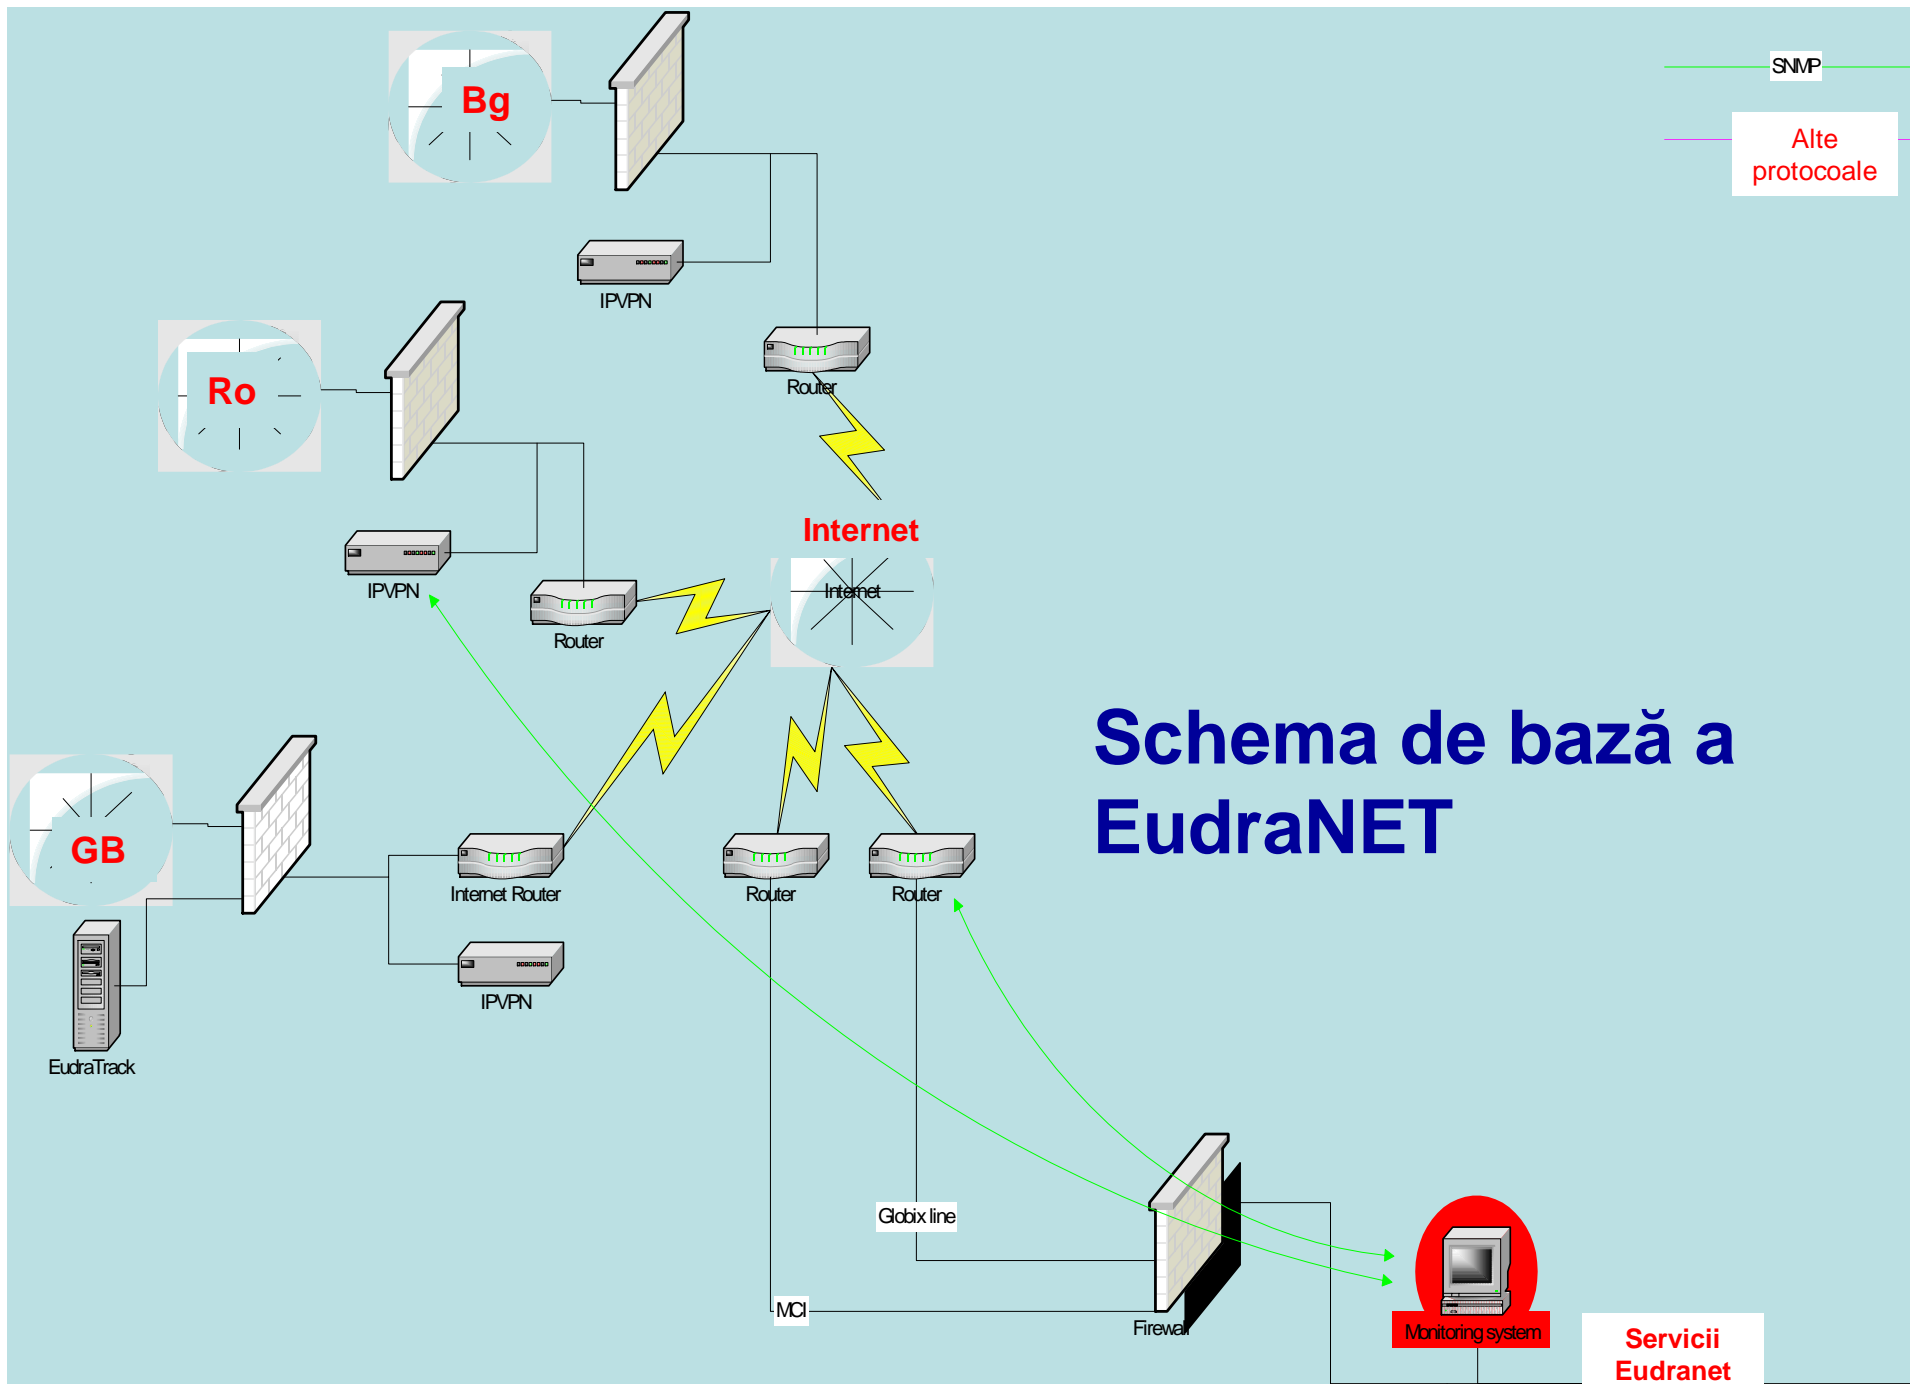 Bg
SNMP
Alte
protocoale
IPVPN
Router
Ro
Internet
Internet
IPVPN
Router
Schema de bază a
EudraNET
GB
Internet Router
Router
Router
IPVPN
EudraTrack
Globix line
MCI
Firewall
Monitoring system
Servicii
Eudranet